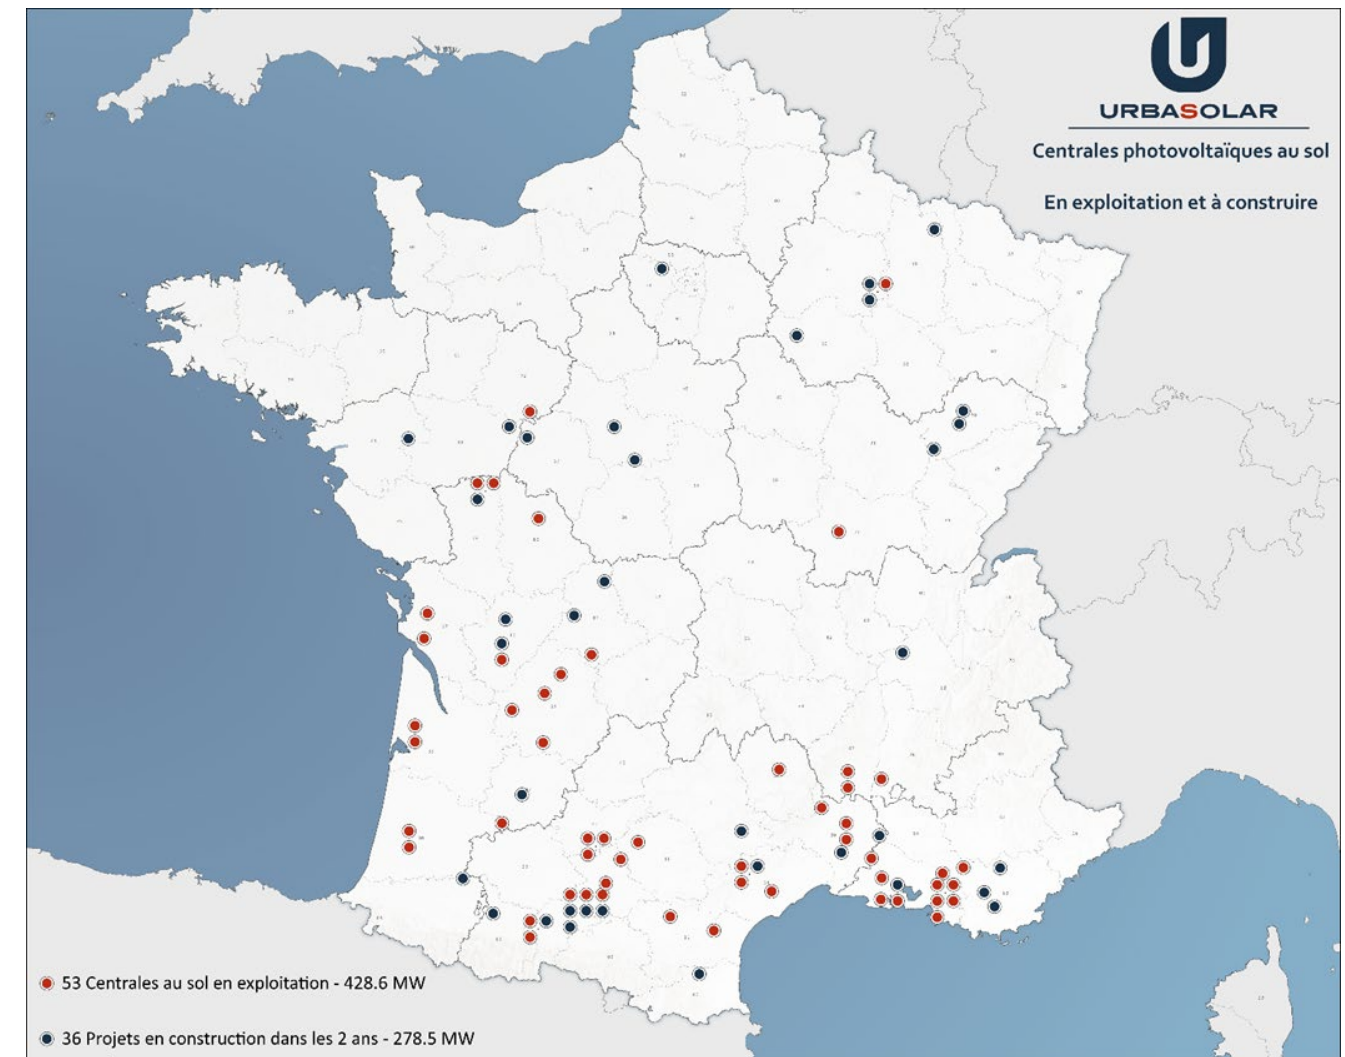 URBASOLAR
Centrales photovoltaïques au sol
En exploitation et à construire
53 Centrales au sol en exploitation - 428.6 MW
36 Projets en construction dans les 2 ans - 278.5 MW